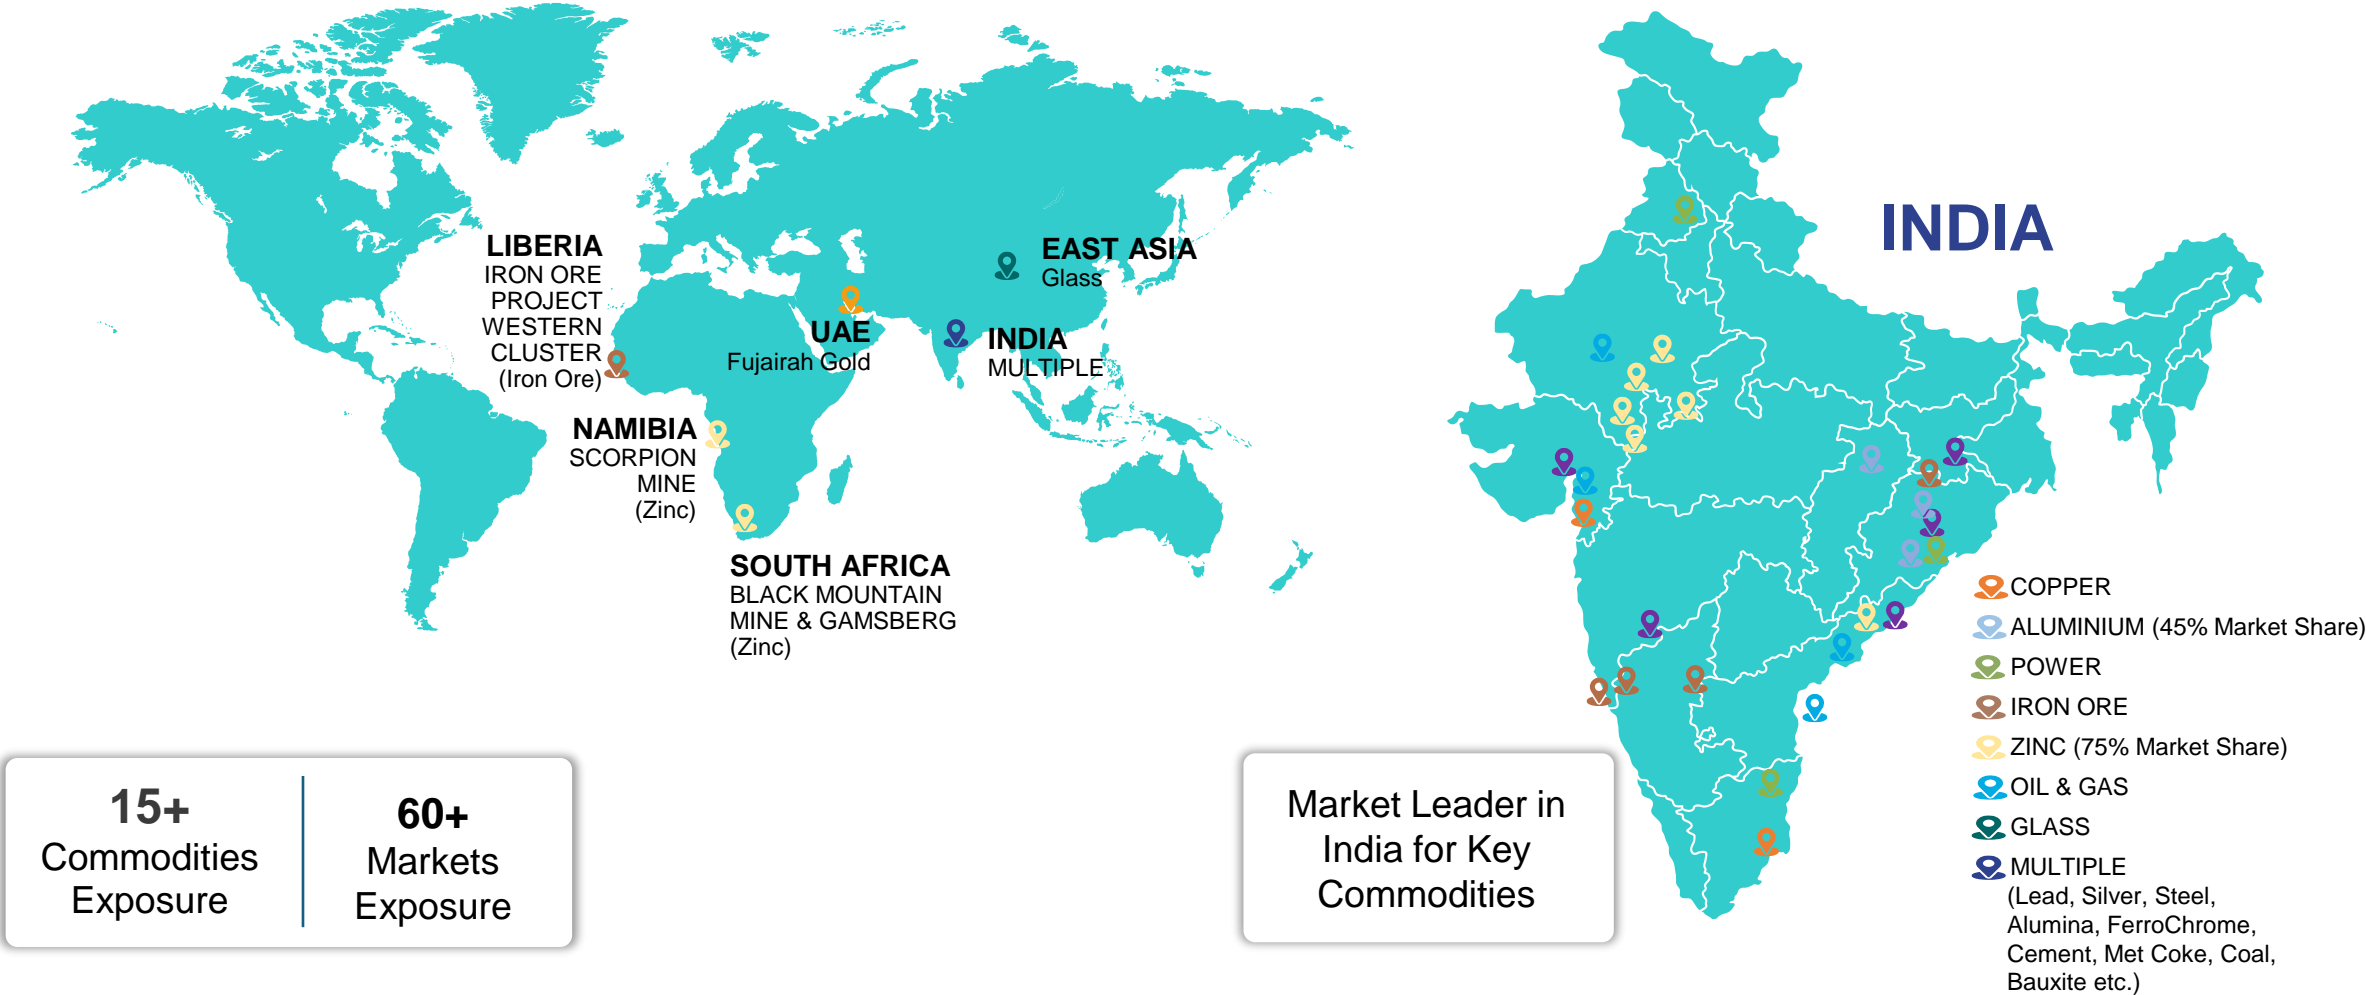 LIBERIA
IRON ORE
PROJECT
WESTERN
CLUSTER
(Iron Ore)
NAMIBIA
SCORPION
MINE
(Zinc)
SOUTH AFRICA
BLACK MOUNTAIN
MINE & GAMSBERG
(Zinc)
UAE
Fujairah Gold
EAST ASIA
Glass
INDIA
MULTIPLE
15+
Commodities
Exposure
60+
Markets
Exposure
INDIA
Market Leader in
India for Key
Commodities
COPPER
ALUMINIUM (45% Market Share)
POWER
IRON ORE
ZINC (75% Market Share)
OIL & GAS
GLASS
MULTIPLE
(Lead, Silver, Steel,
Alumina, FerroChrome,
Cement, Met Coke, Coal,
Bauxite etc.)